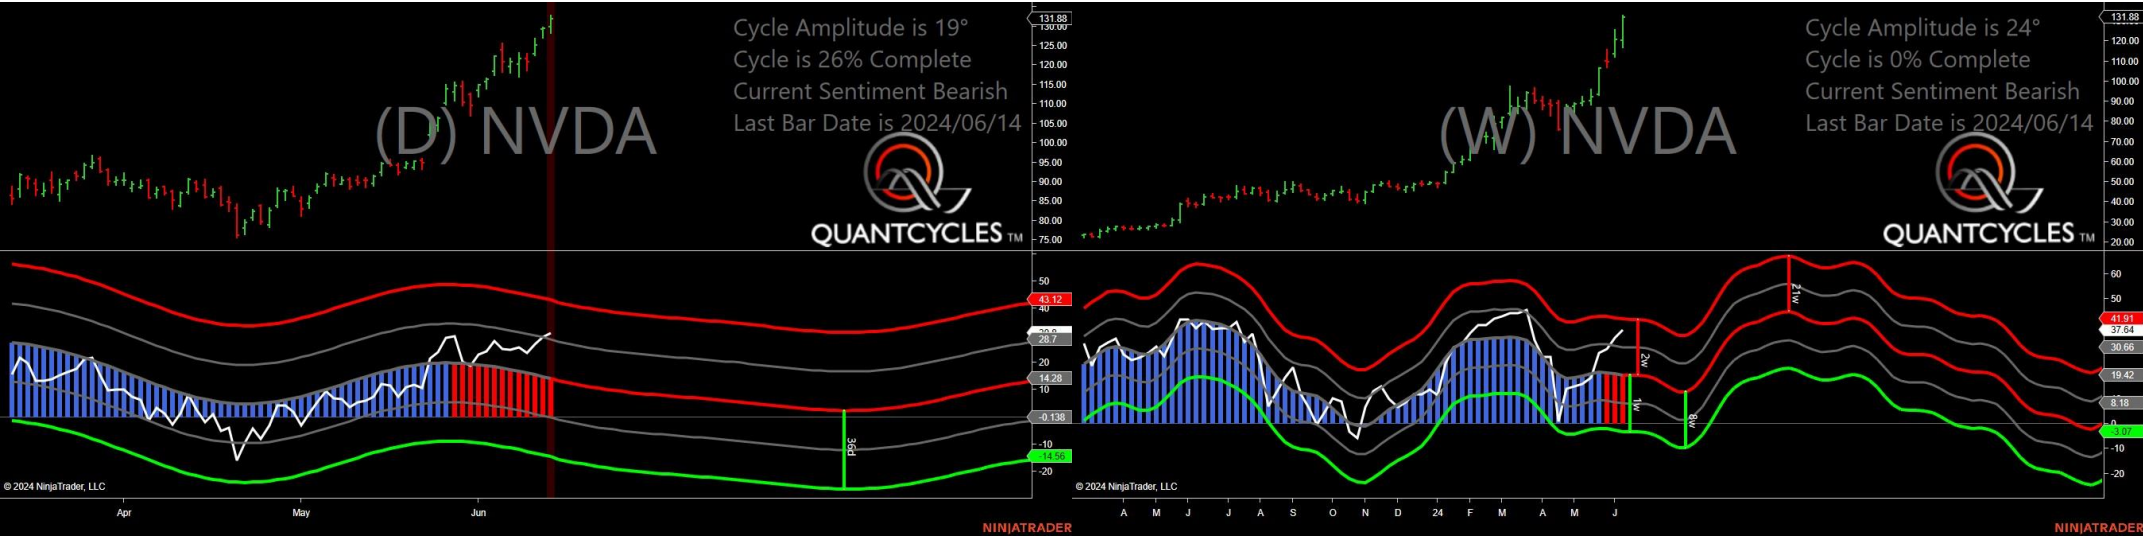 Cycle Amplitude is 19°
Cycle is 26% Complete
Current Sentiment Bearish
Last Bar Date is 2024/06/14
(D) NVDA
QUANTCYCLES TM
131.88
130.00
125.00
120.00
115.00
110.00
105.00
100.00
95.00
90.00
85.00
80.00
75.00
50
43.12
40
28.7
20
14.28
10
-0.138
-10
-14.56
-20
36d
© 2024 NinjaTrader, LLC
Apr May Jun
NINJATRADER
Cycle Amplitude is 24°
Cycle is 0% Complete
Current Sentiment Bearish
Last Bar Date is 2024/06/14
(W) NVDA
QUANTCYCLES TM
131.88
120.00
110.00
100.00
90.00
80.00
70.00
60.00
50.00
40.00
30.00
20.00
60
50
41.91
37.64
30.66
19.42
8.18
-3.07
-10
-20
2w
1w
8w
21w
© 2024 NinjaTrader, LLC
A M J J A S O N D 24 F M A M J
NINJATRADER